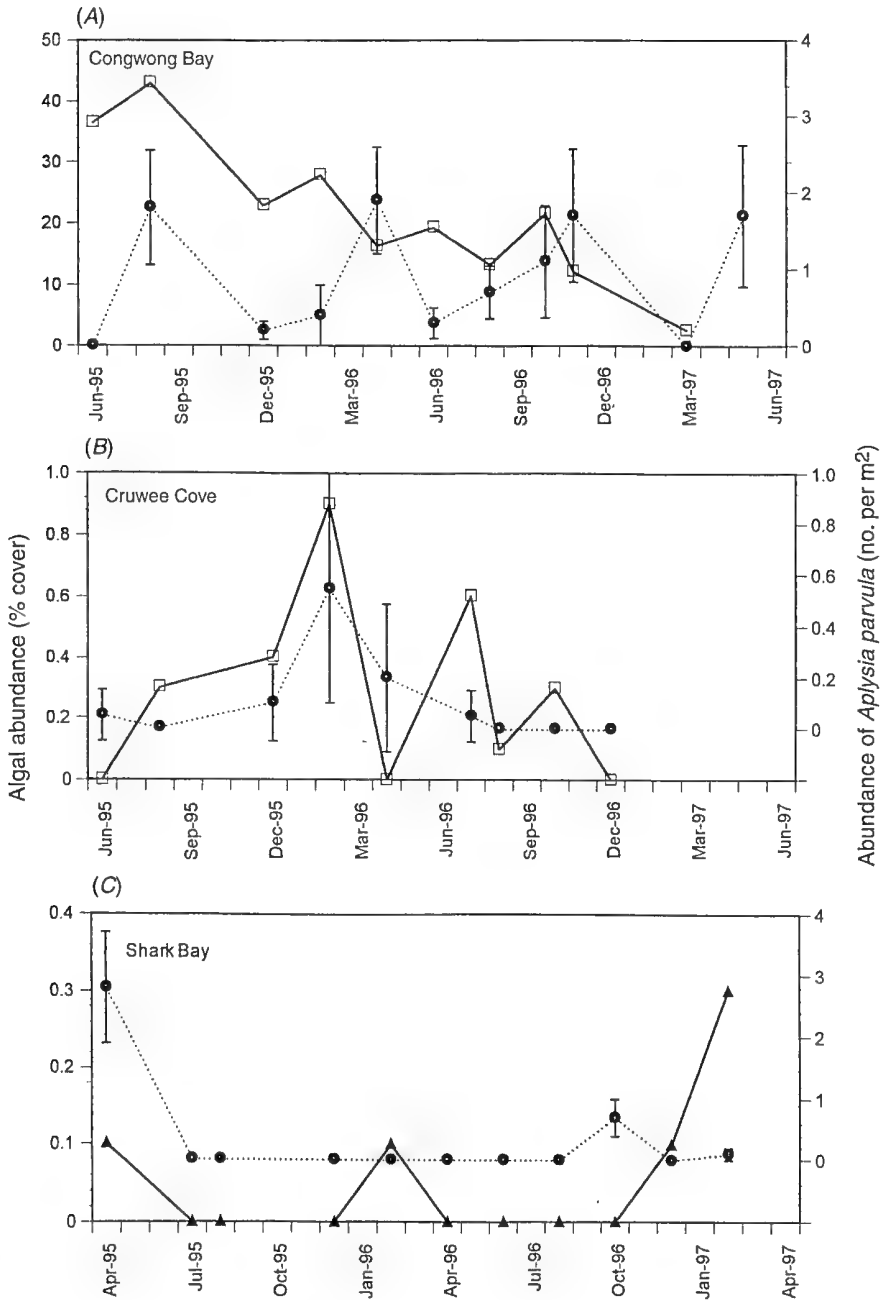 (A)
Congwong Bay
50
40
30
20
10
0
4
3
2
1
0
Jun-95
Sep-95
Dec-95
Mar-96
Jun-96
Sep-96
Dec-96
Mar-97
Jun-97
(B)
Cruwee Cove
1.0
0.8
0.6
0.4
0.2
0
1.0
0.8
0.6
0.4
0.2
0
Jun-95
Sep-95
Dec-95
Mar-96
Jun-96
Sep-96
Dec-96
Mar-97
Jun-97
Algal abundance (% cover)
Abundance of Aplysia parvula (no. per m²)
(C)
Shark Bay
0.4
0.3
0.2
0.1
0
4
3
2
1
0
Apr-95
Jul-95
Oct-95
Jan-96
Apr-96
Jul-96
Oct-96
Jan-97
Apr-97